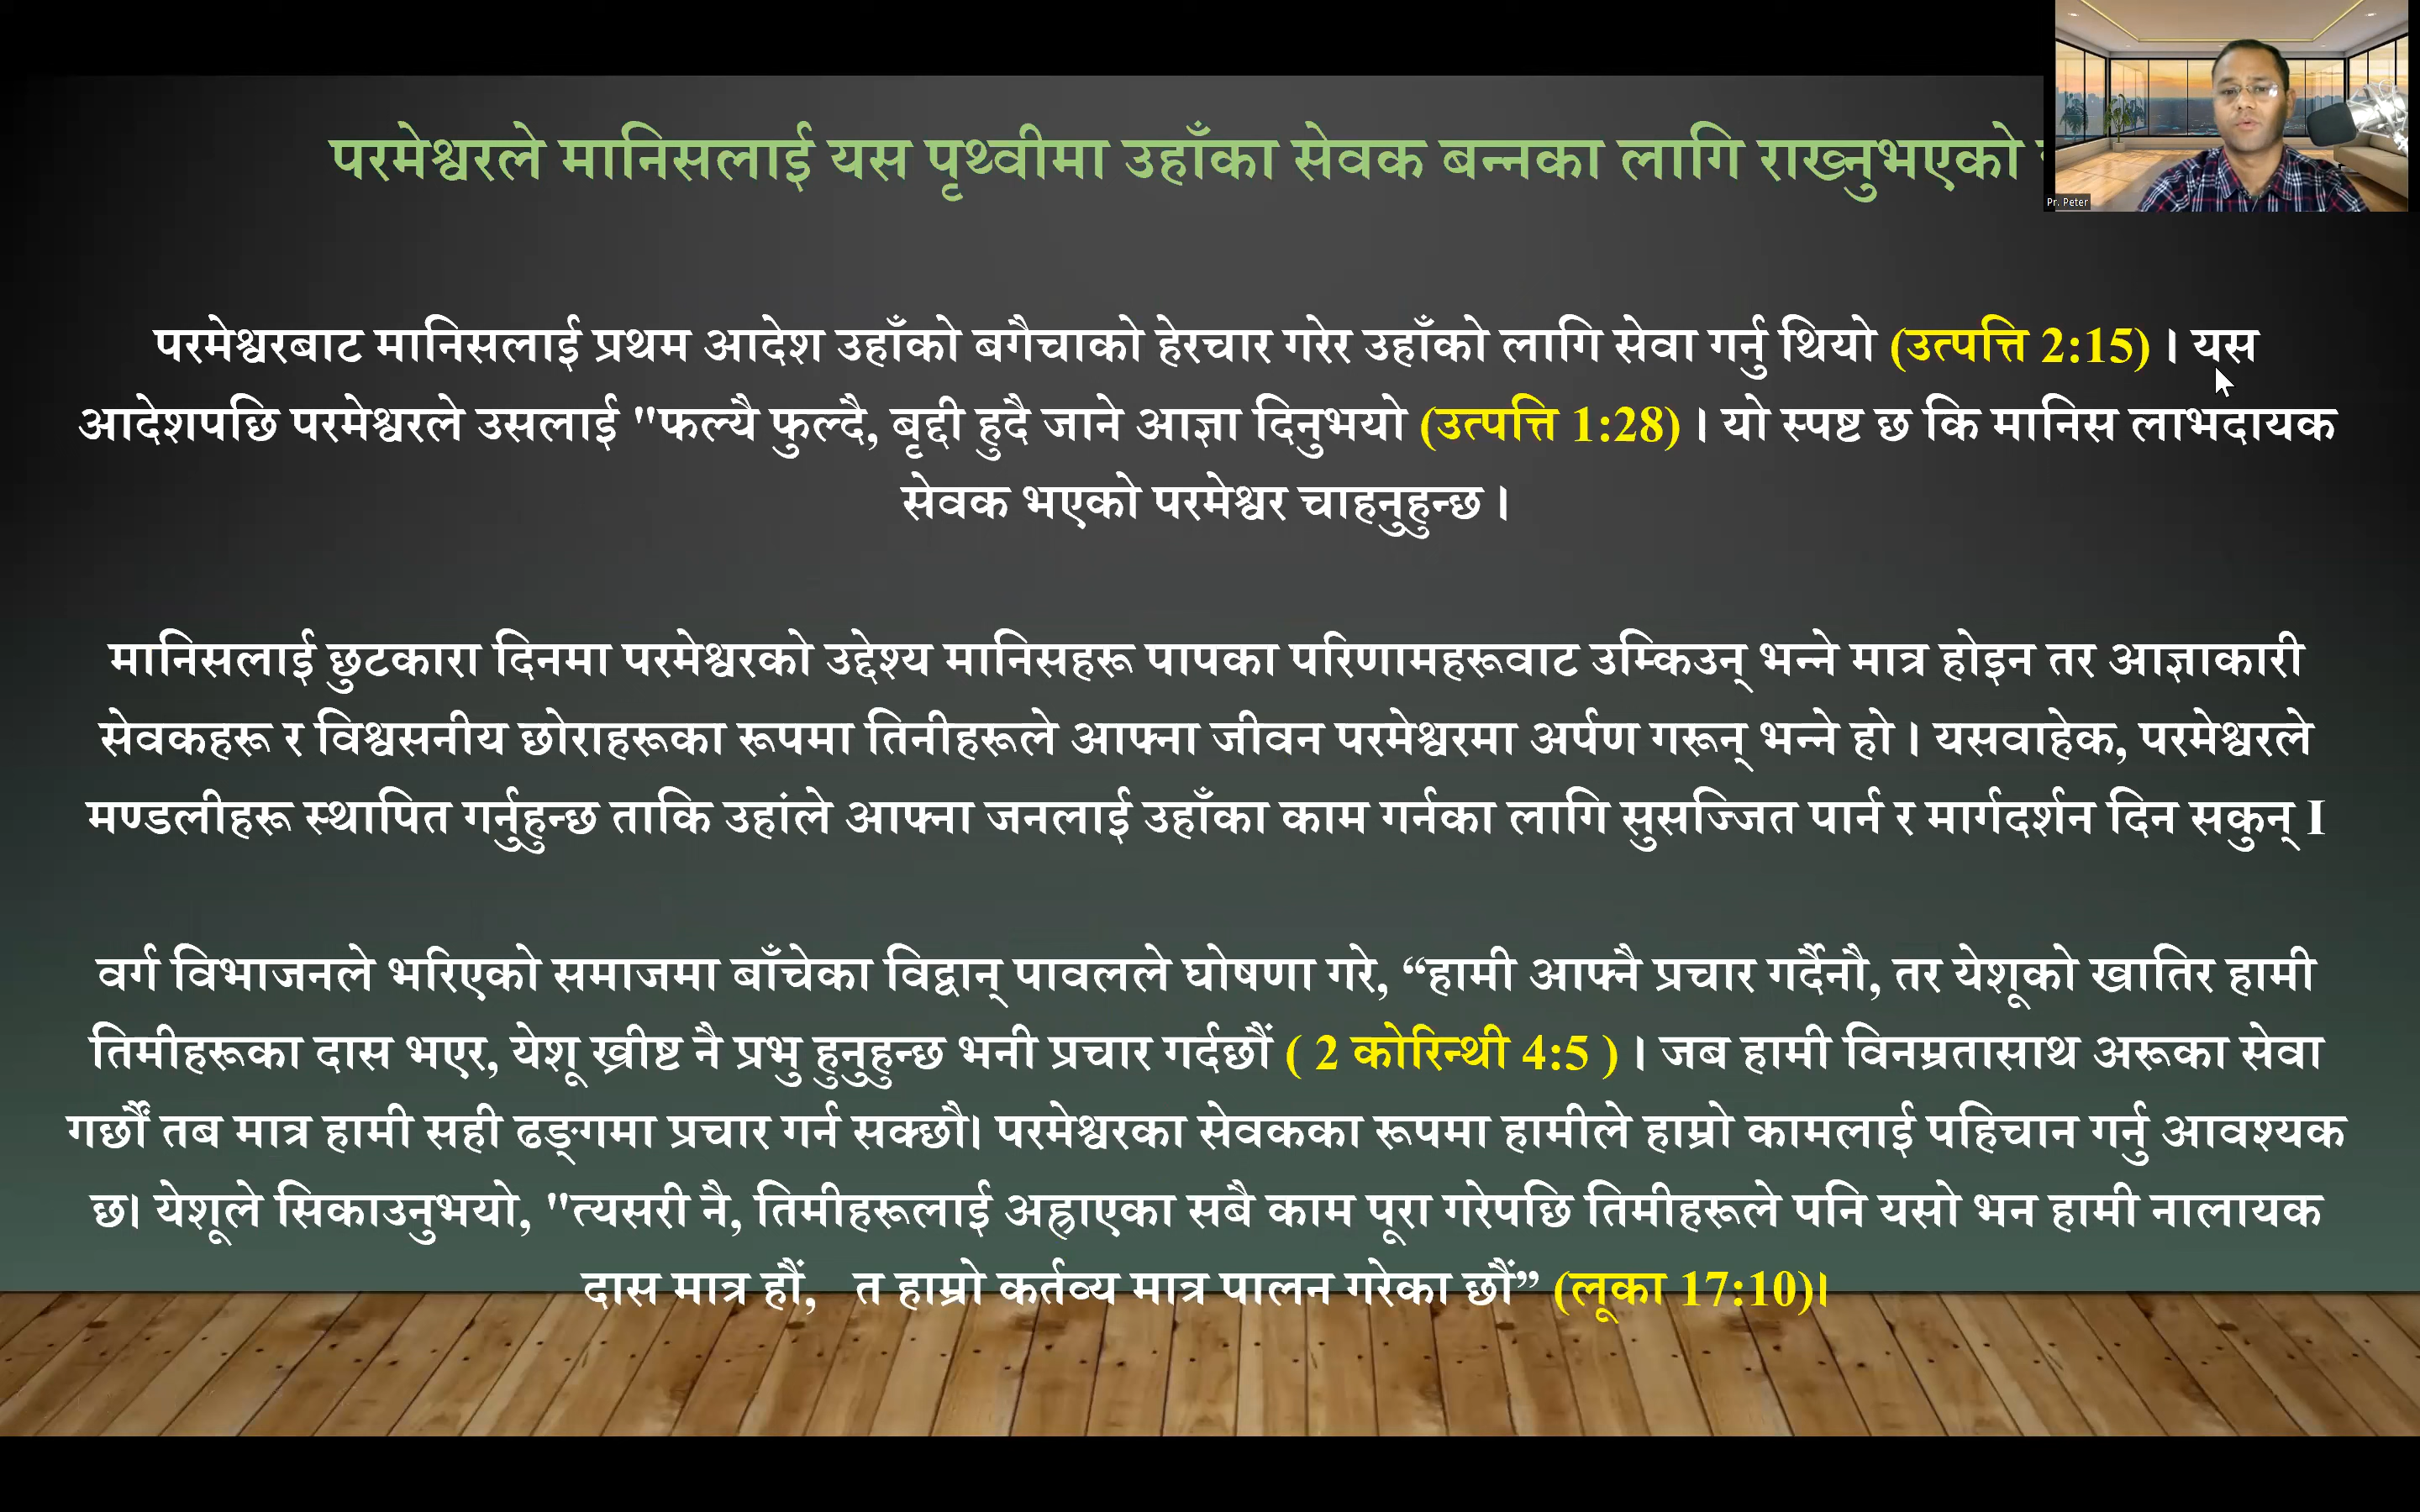 परमेश्वरले मानिसलाई यस पृथ्वीमा उहाँका सेवक बन्नका लागि राख्नुभएको
Pr. Peter
परमेश्वरबाट मानिसलाई प्रथम आदेश उहाँको बगैचाको हेरचार गरेर उहाँको लागि सेवा गर्नु थियो (उत्पत्ति 2:15) । यस
आदेशपछि परमेश्वरले उसलाई "फल्यै फुल्दै, बृद्दी हुदै जाने आज्ञा दिनुभयो (उत्पत्ति 1:28) । यो स्पष्ट छ कि मानिस लाभदायक
सेवक भएको परमेश्वर चाहनुहुन्छ ।
मानिसलाई छुटकारा दिनमा परमेश्वरको उद्देश्य मानिसहरू पापका परिणामहरूवाट उम्किउन् भन्ने मात्र होइन तर आज्ञाकारी
सेवकहरू र विश्वसनीय छोराहरूका रूपमा तिनीहरूले आफ्ना जीवन परमेश्वरमा अर्पण गरून् भन्ने हो । यसवाहेक, परमेश्वरले
मण्डलीहरू स्थापित गर्नुहुन्छ ताकि उहांले आफ्ना जनलाई उहाँका काम गर्नका लागि सुसज्जित पार्न र मार्गदर्शन दिन सकुन् I
वर्ग विभाजनले भरिएको समाजमा बाँचेका विद्वान् पावलले घोषणा गरे, “हामी आफ्नै प्रचार गर्दैनौ, तर येशूको खातिर हामी
तिमीहरूका दास भएर, येशू ख्रीष्ट नै प्रभु हुनुहुन्छ भनी प्रचार गर्दछौं ( 2 कोरिन्थी 4:5 ) । जब हामी विनम्रतासाथ अरूका सेवा
गर्छौं तब मात्र हामी सही ढङ्गमा प्रचार गर्न सक्छौ। परमेश्वरका सेवकका रूपमा हामीले हाम्रो कामलाई पहिचान गर्नु आवश्यक
छ। येशूले सिकाउनुभयो, "त्यसरी नै, तिमीहरूलाई अह्राएका सबै काम पूरा गरेपछि तिमीहरूले पनि यसो भन हामी नालायक
दास मात्र हौं, त हाम्रो कर्तव्य मात्र पालन गरेका छौं” (लूका 17:10)।